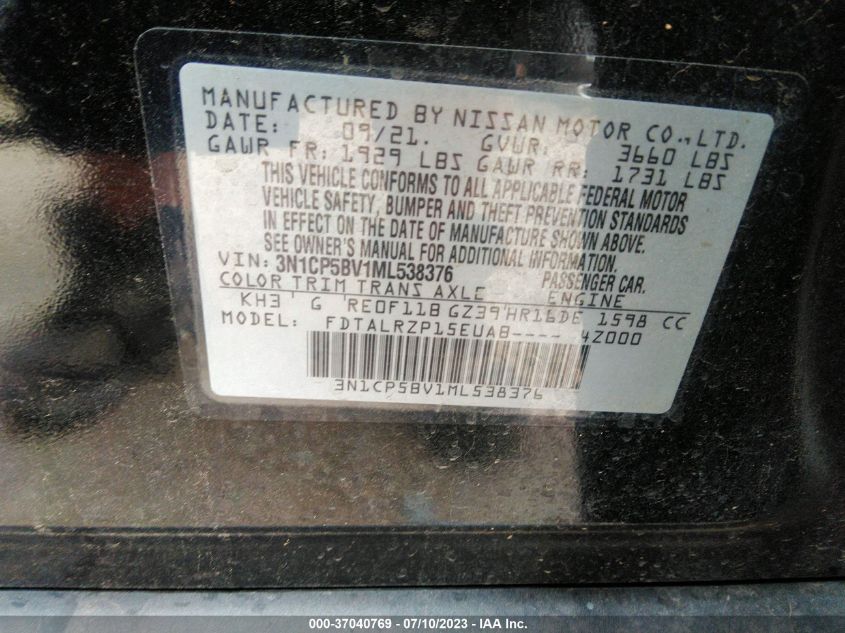 MANUFACTURED BY NISSAN MOTOR CO., LTD.
DATE: 09/21. GVWR: 3660 LBS
GAWR FR: 1929 LBS GAWR RR: 1731 LBS
THIS VEHICLE CONFORMS TO ALL APPLICABLE FEDERAL MOTOR
VEHICLE SAFETY, BUMPER AND THEFT PREVENTION STANDARDS
IN EFFECT ON THE DATE OF MANUFACTURE SHOWN ABOVE.
SEE OWNER'S MANUAL FOR ADDITIONAL INFORMATION.
VIN: 3N1CP5BV1ML538376 PASSENGER CAR.
COLOR TRIM TRANS AXLE ENGINE
KH3 G RE0F11B GZ39 HR16DE 1598 CC
MODEL: FDTALRZP15EUAB---- 4Z000
3N1CP5BV1ML538376
000-37040769 - 07/10/2023 - IAA Inc.